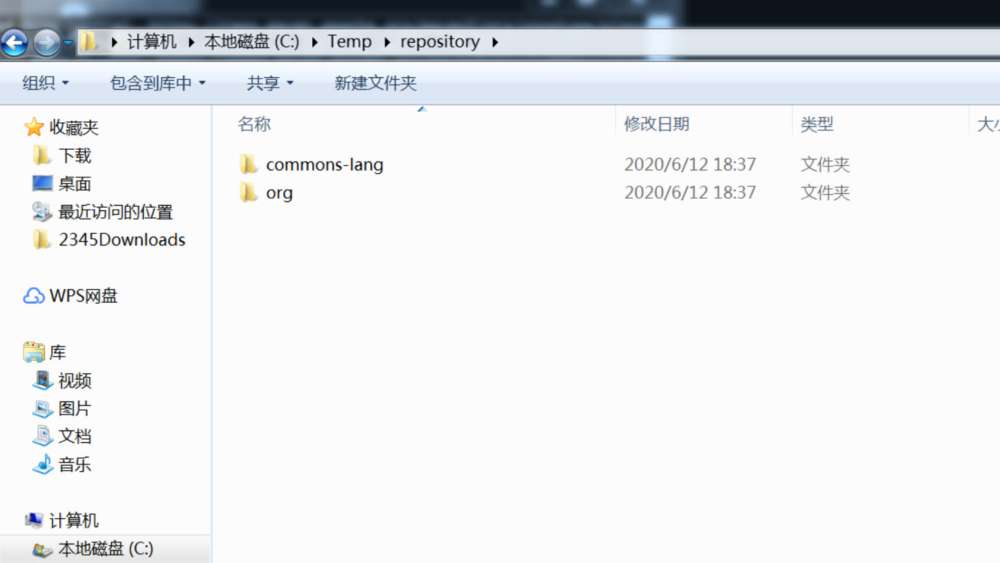 计算机 本地磁盘 (C:) Temp repository
组织 包含到库中 共享 新建文件夹
名称 修改日期 类型
commons-lang 2020/6/12 18:37 文件夹
org 2020/6/12 18:37 文件夹
收藏夹
下载
桌面
最近访问的位置
2345Downloads
WPS网盘
库
视频
图片
文档
音乐
计算机
本地磁盘 (C:)